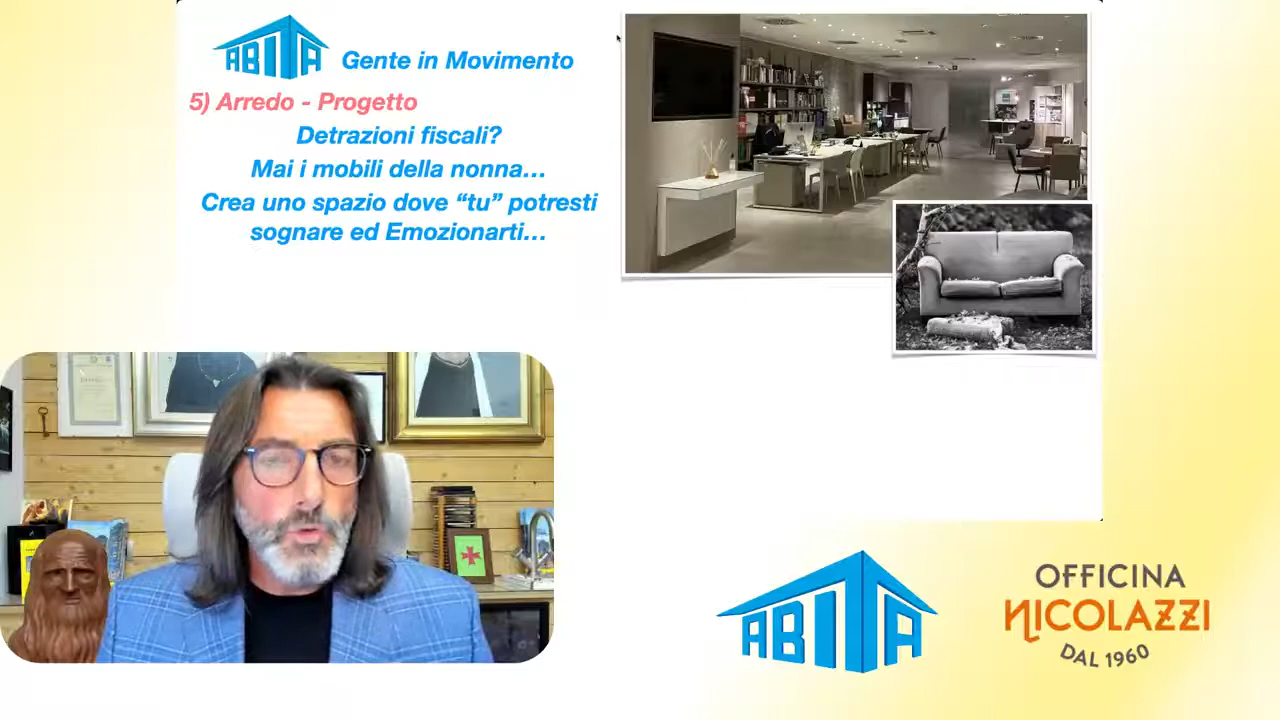 ABITA
Gente in Movimento
5) Arredo - Progetto
Detrazioni fiscali?
Mai i mobili della nonna...
Crea uno spazio dove “tu” potresti
sognare ed Emozionarti...
ABITA
OFFICINA
NICOLAZZI
DAL 1960